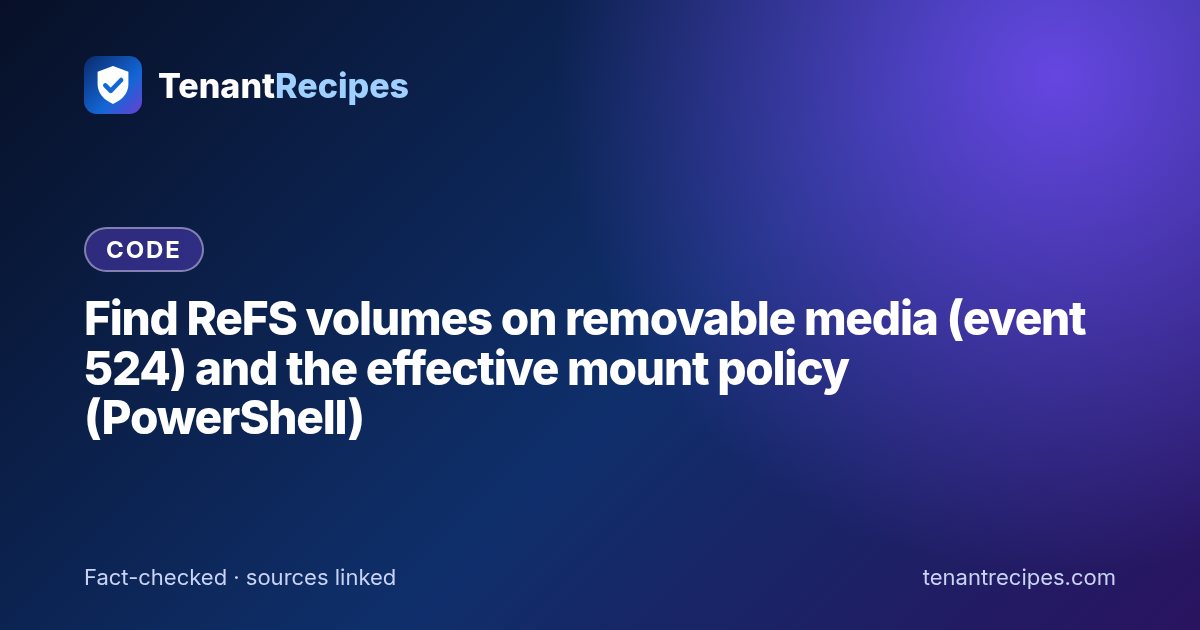 TenantRecipes
CODE
Find ReFS volumes on removable media (event
524) and the effective mount policy
(PowerShell)
Fact-checked · sources linked
tenantrecipes.com